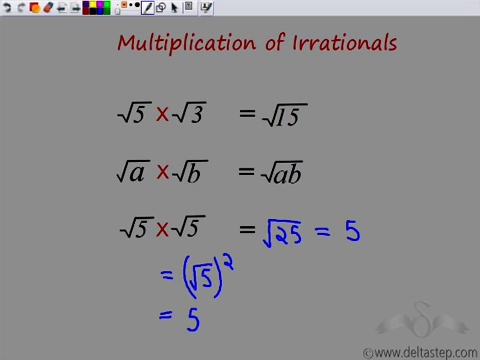 Multiplication of Irrationals
√5 x √3 = √15
√a x √b = √ab
√5 x √5 = √25 = 5
= (√5)²
= 5
©www.deltastep.com